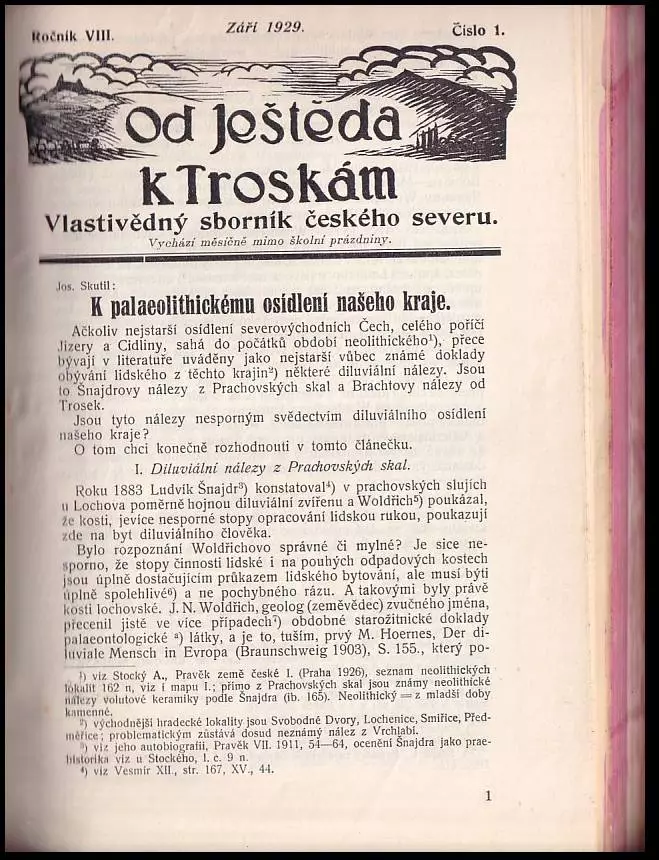 Ročník VIII.
Září 1929.
Číslo 1.
Od Ještěda
k Troskám
Vlastivědný sborník českého severu.
Vychází měsíčně mimo školní prázdniny.
Jos. Skutil:
K palaeolithickému osídlení našeho kraje.
Ačkoliv nejstarší osídlení severovýchodních Čech, celého poříčí
Jizery a Cidliny, sahá do počátků období neolithického¹), přece
bývají v literatuře uváděny jako nejstarší vůbec známé doklady
obývání lidského z těchto krajin²) některé diluviální nálezy. Jsou
to Šnajdrovy nálezy z Prachovských skal a Brachtovy nálezy od
Trosek.
Jsou tyto nálezy nesporným svědectvím diluviálního osídlení
našeho kraje?
O tom chci konečně rozhodnouti v tomto článečku.
I. Diluviální nálezy z Prachovských skal.
Roku 1883 Ludvík Šnajdr³) konstatoval⁴) v prachovských slujích
u Lochova poměrně hojnou diluviální zvířenu a Woldřich⁵) poukázal,
že kosti, jevíce nesporné stopy opracování lidskou rukou, poukazují
zde na byt diluviálního člověka.
Bylo rozpoznání Woldřichovo správné či mylné? Je sice ne-
sporno, že stopy činnosti lidské i na pouhých odpadových kostech
jsou úplně dostačujícím průkazem lidského bytování, ale musí býti
úplně spolehlivé⁶) a ne pochybného rázu. A takovými byly právě
kosti lochovské. J. N. Woldřich, geolog (zeměvědec) zvučného jména,
přecenil jistě ve více případech⁷) obdobné starožitné doklady
palaeontologické ⁸) látky, a je to, tuším, prvý M. Hoernes, Der di-
luviale Mensch in Evropa (Braunschweig 1903), S. 155., který po-
¹) viz Stocký A., Pravěk země české I. (Praha 1926), seznam neolithických
lokalit 162 n, viz i mapu I.; přímo z Prachovských skal jsou známy neolithické
nálezy volutové keramiky podle Šnajdra (ib. 165). Neolithický = z mladší doby
kamenné.
²) východnější hradecké lokality jsou Svobodné Dvory, Lochenice, Smiřice, Před-
měřice; problematickým zůstává dosud neznámý nález z Vrchlabí.
³) viz jeho autobiografii, Pravěk VII. 1911, 54—64, ocenění Šnajdra jako prae-
historika viz u Stockého, l. c. 9 n.
⁴) viz Vesmír XII., str. 167, XV., 44.
1